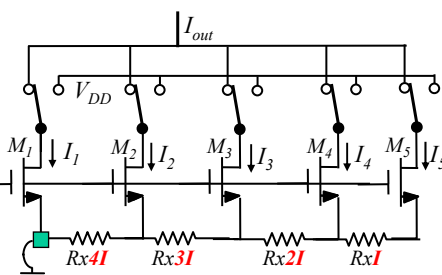 Iout
VDD
M1 I1 M2 I2 M3 I3 M4 I4 M5 I5
Rx4I Rx3I Rx2I RxI